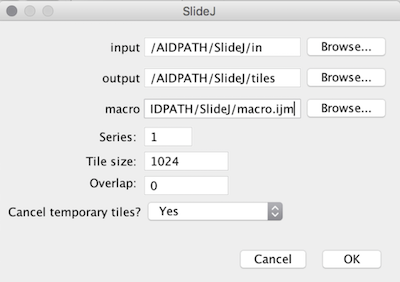 SlideJ
input /AIDPATH/SlideJ/in Browse...
output /AIDPATH/SlideJ/tiles Browse...
macro IDPATH/SlideJ/macro.ijm Browse...
Series: 1
Tile size: 1024
Overlap: 0
Cancel temporary tiles? Yes
Cancel OK